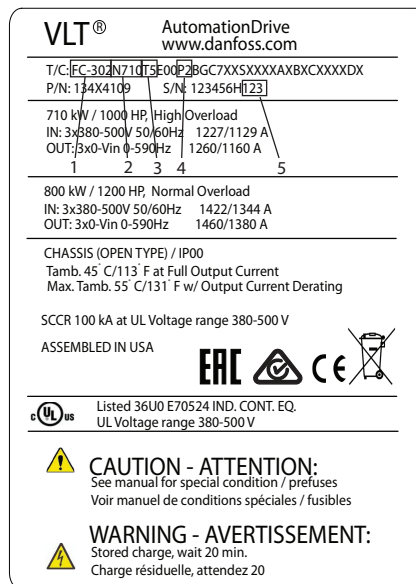 VLT® AutomationDrive
www.danfoss.com
T/C: FC-302N710T5E00P2BGC7XXSXXXXAXBXCXXXXDX
P/N: 134X4109 S/N: 123456H123
710 kW / 1000 HP, High Overload
IN: 3x380-500V 50/60Hz 1227/1129 A
OUT: 3x0-Vin 0-590Hz 1260/1160 A
1 2 3 4 5
800 kW / 1200 HP, Normal Overload
IN: 3x380-500V 50/60Hz 1422/1344 A
OUT: 3x0-Vin 0-590Hz 1460/1380 A
CHASSIS (OPEN TYPE) / IP00
Tamb. 45° C/113° F at Full Output Current
Max. Tamb. 55° C/131° F w/ Output Current Derating
SCCR 100 kA at UL Voltage range 380-500 V
ASSEMBLED IN USA
EAC CE
c UL us Listed 36U0 E70524 IND. CONT. EQ.
UL Voltage range 380-500 V
CAUTION - ATTENTION:
See manual for special condition / prefuses
Voir manuel de conditions spéciales / fusibles
WARNING - AVERTISSEMENT:
Stored charge, wait 20 min.
Charge résiduelle, attendez 20